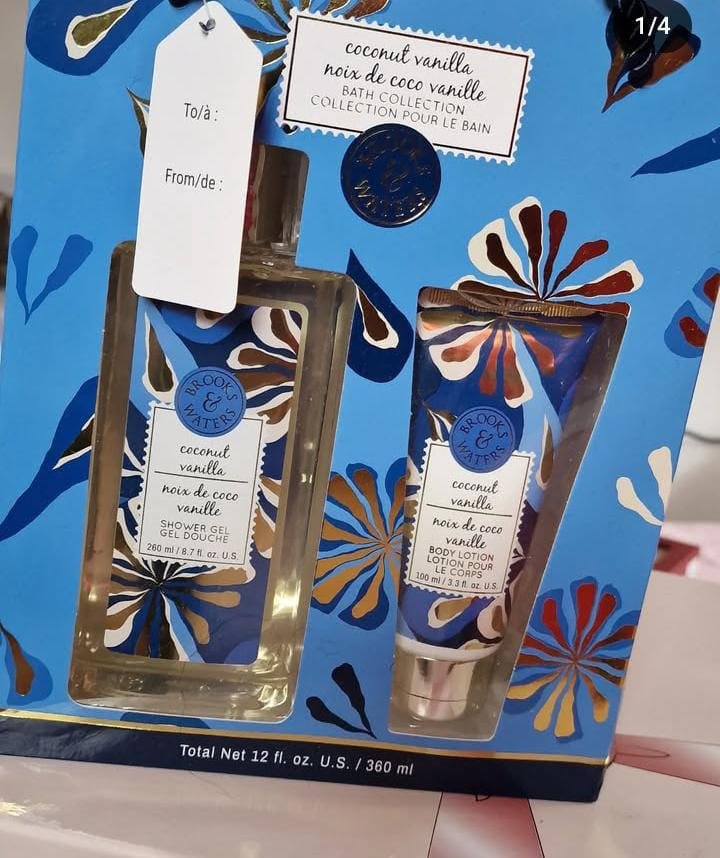 1/4
coconut vanilla
noix de coco vanille
BATH COLLECTION
COLLECTION POUR LE BAIN
BROOKS
&
WATERS
To/à :
From/de :
BROOKS
&
WATERS
coconut
vanilla
noix de coco
vanille
SHOWER GEL
GEL DOUCHE
260 ml / 8.7 fl. oz. U.S.
BROOKS
&
WATERS
coconut
vanilla
noix de coco
vanille
BODY LOTION
LOTION POUR
LE CORPS
100 ml / 3.3 fl. oz. U.S.
Total Net 12 fl. oz. U.S. / 360 ml